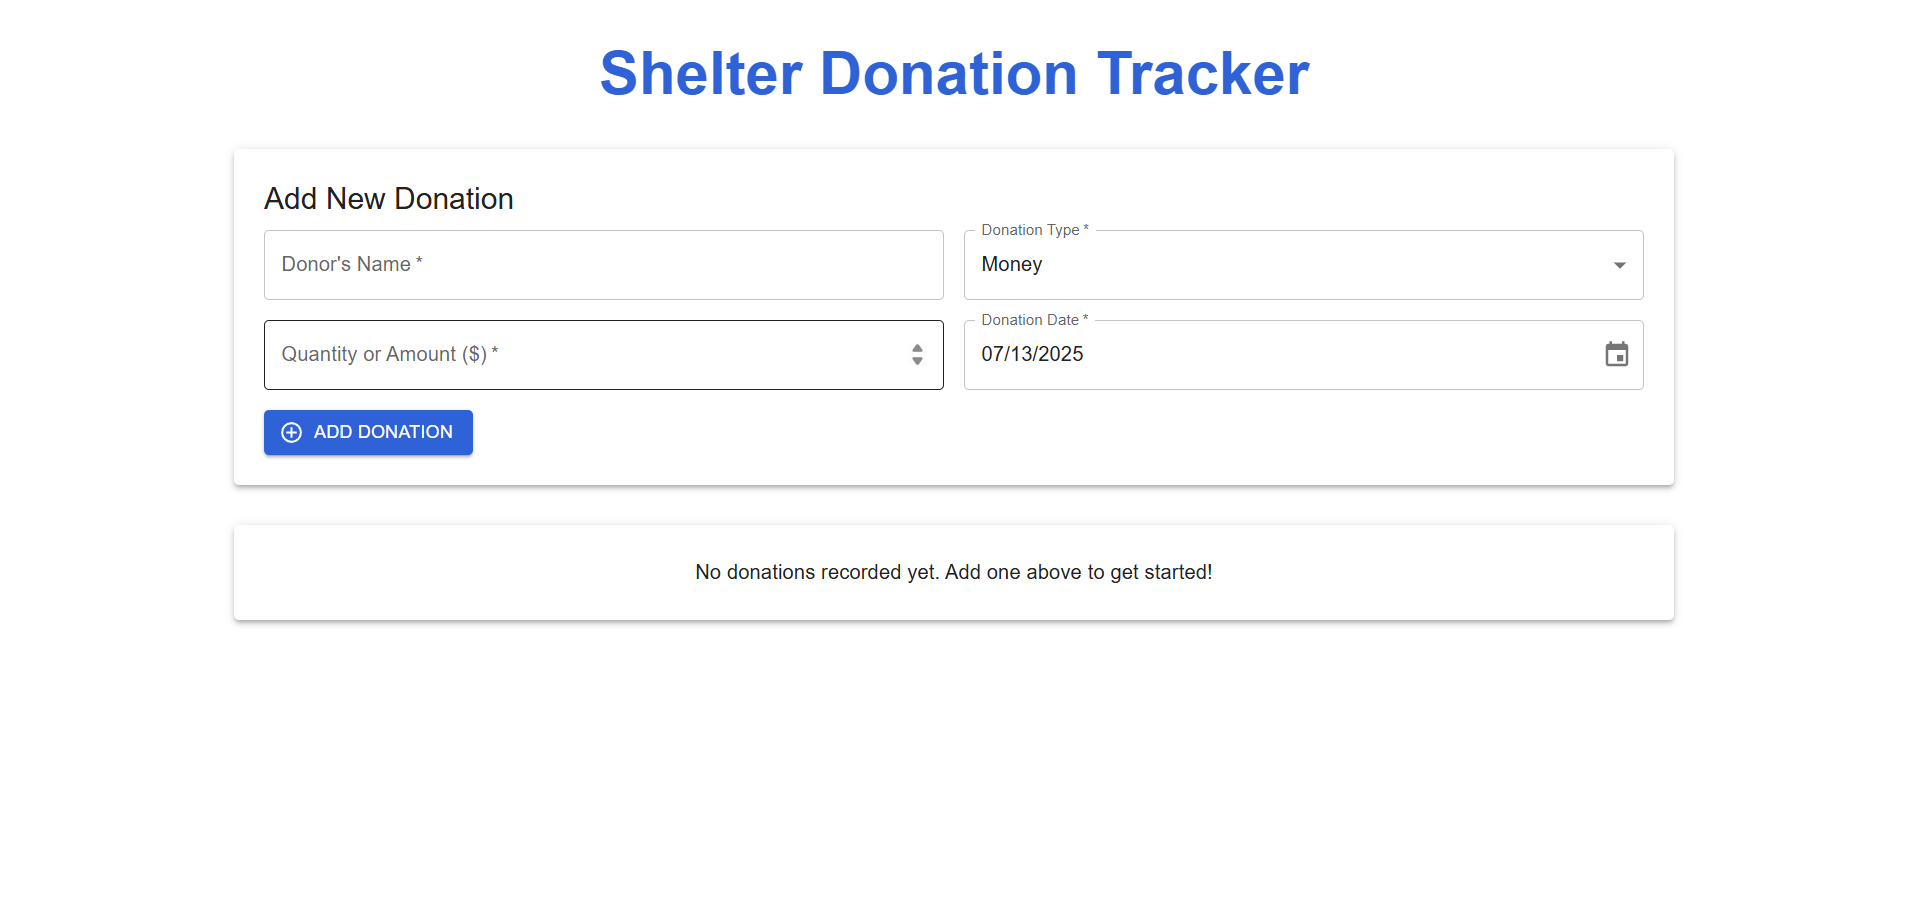 Shelter Donation Tracker
Add New Donation
Donor's Name *
Donation Type *
Money
Quantity or Amount ($) *
Donation Date *
07/13/2025
ADD DONATION
No donations recorded yet. Add one above to get started!